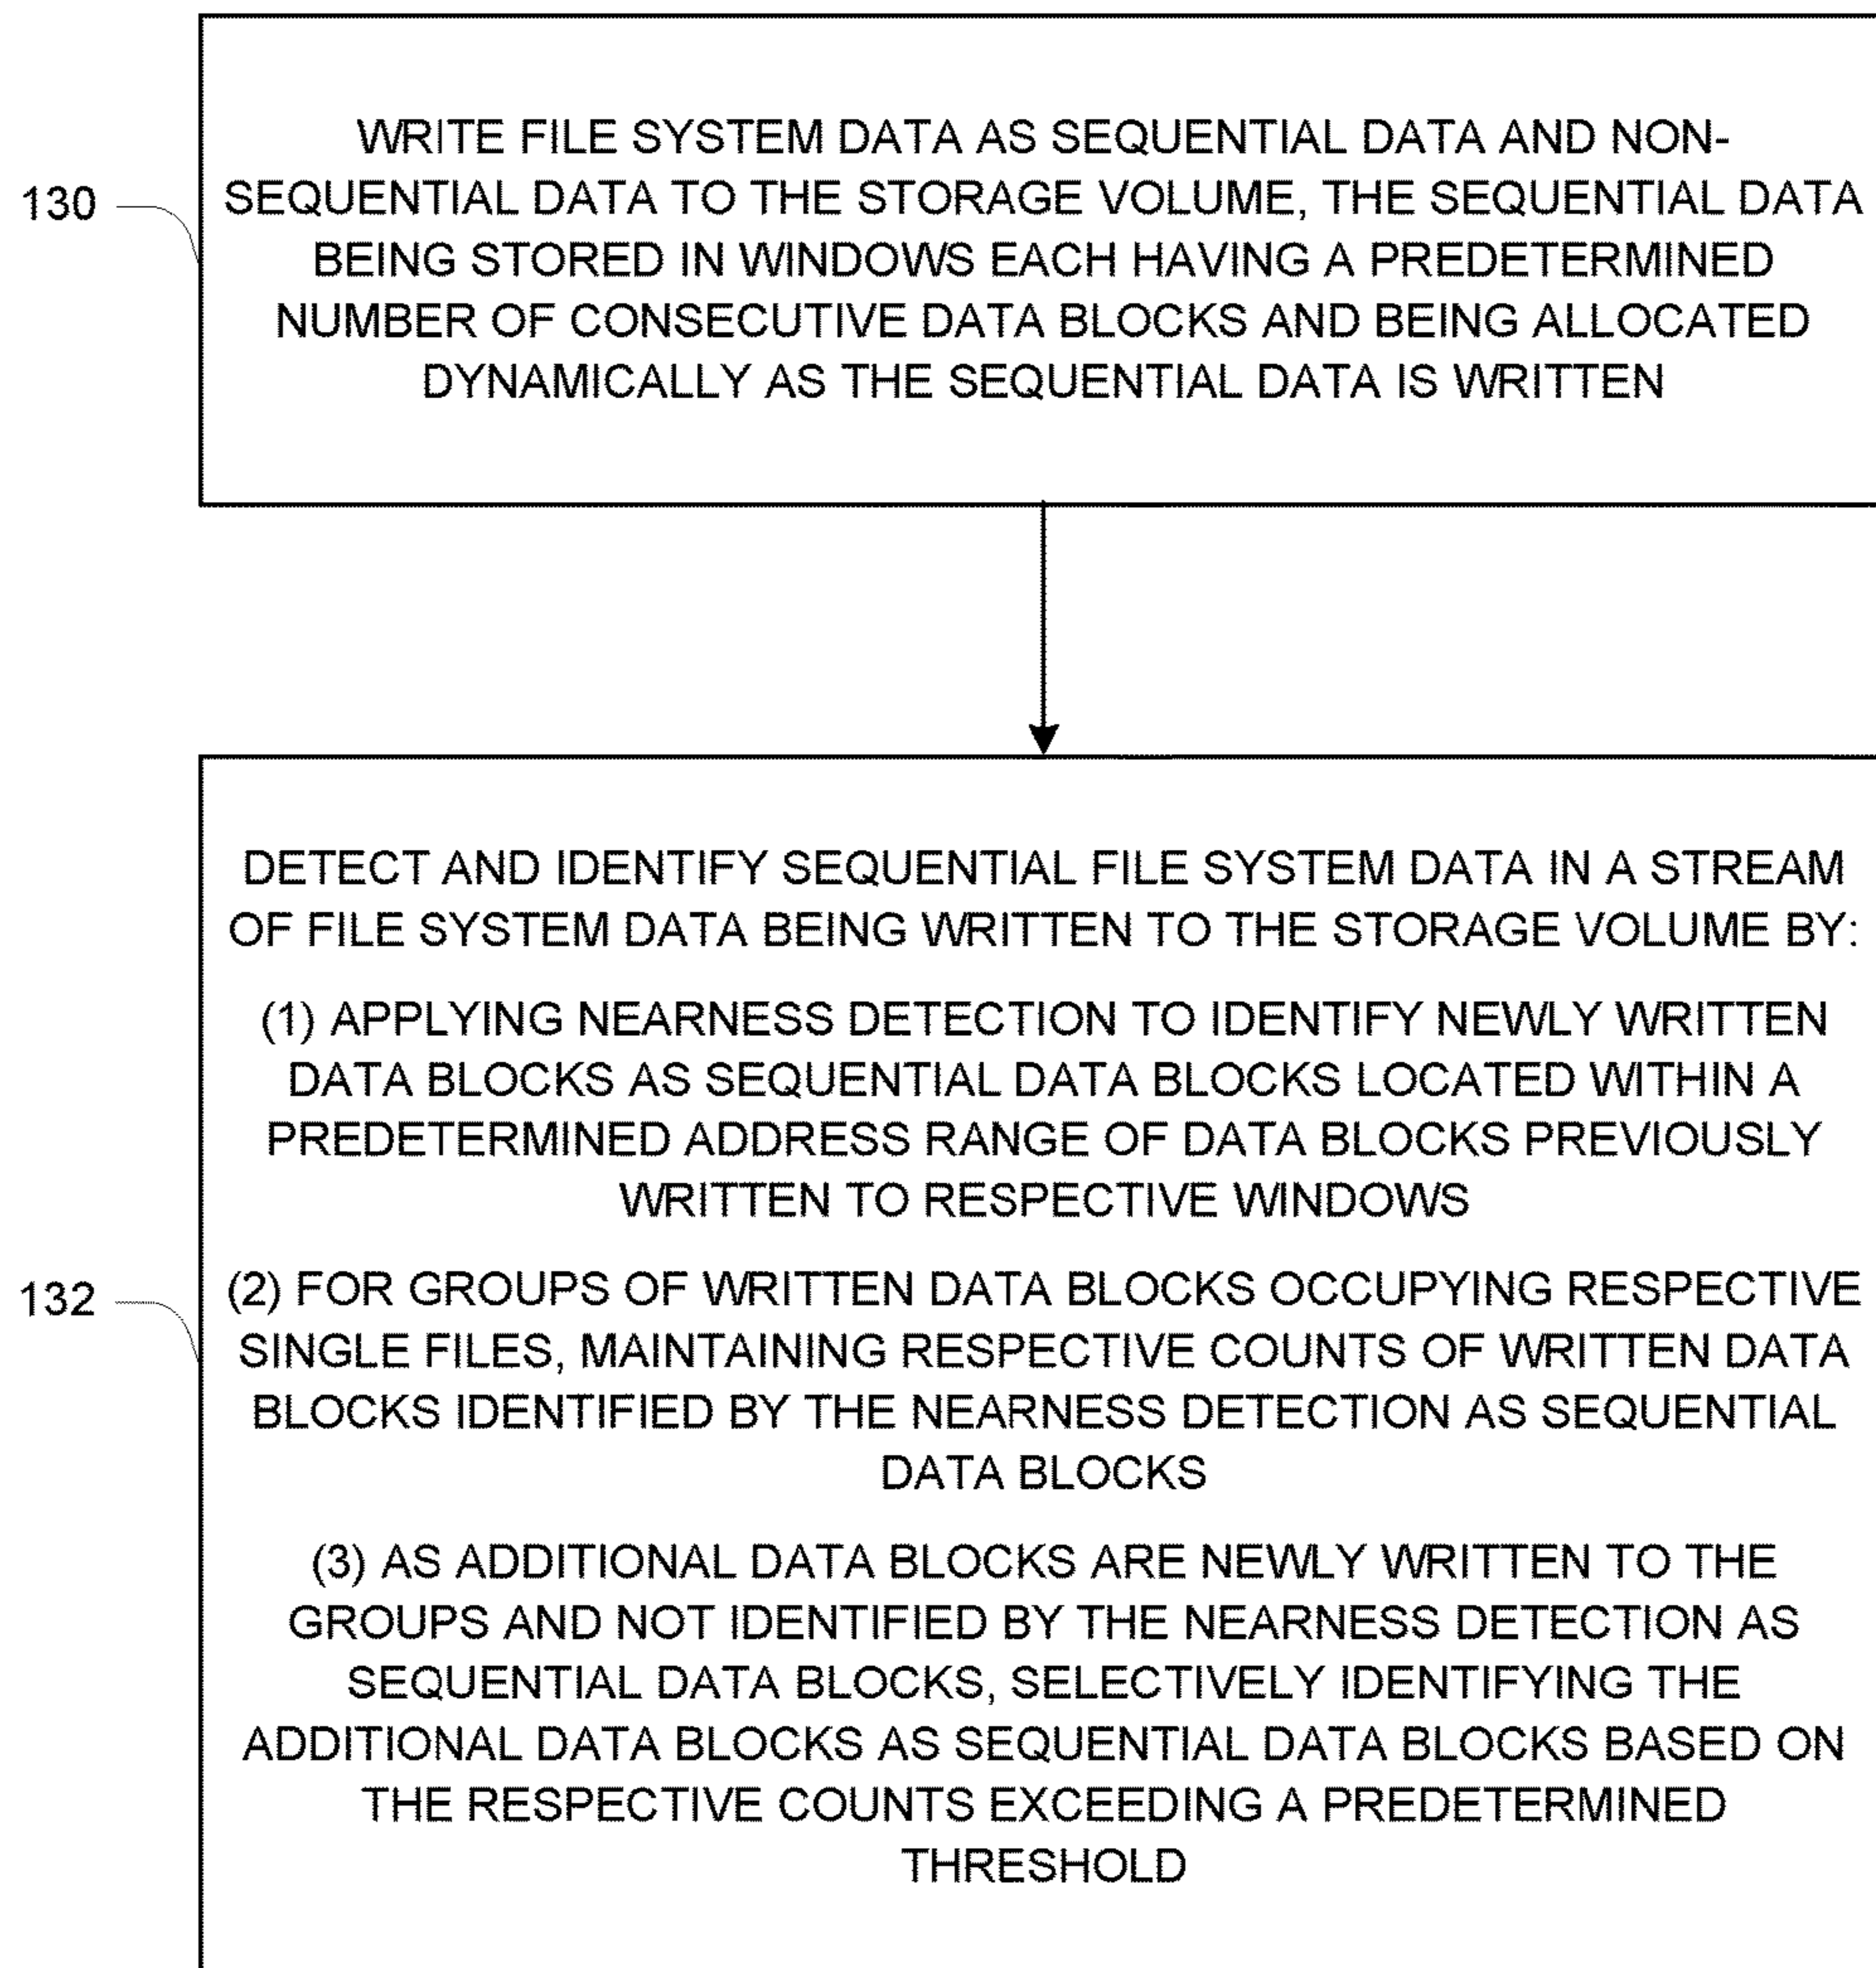 WRITE FILE SYSTEM DATA AS SEQUENTIAL DATA AND NON-
SEQUENTIAL DATA TO THE STORAGE VOLUME, THE SEQUENTIAL DATA
BEING STORED IN WINDOWS EACH HAVING A PREDETERMINED
NUMBER OF CONSECUTIVE DATA BLOCKS AND BEING ALLOCATED
DYNAMICALLY AS THE SEQUENTIAL DATA IS WRITTEN
130
DETECT AND IDENTIFY SEQUENTIAL FILE SYSTEM DATA IN A STREAM
OF FILE SYSTEM DATA BEING WRITTEN TO THE STORAGE VOLUME BY:
(1) APPLYING NEARNESS DETECTION TO IDENTIFY NEWLY WRITTEN
DATA BLOCKS AS SEQUENTIAL DATA BLOCKS LOCATED WITHIN A
PREDETERMINED ADDRESS RANGE OF DATA BLOCKS PREVIOUSLY
WRITTEN TO RESPECTIVE WINDOWS
132
(2) FOR GROUPS OF WRITTEN DATA BLOCKS OCCUPYING RESPECTIVE
SINGLE FILES, MAINTAINING RESPECTIVE COUNTS OF WRITTEN DATA
BLOCKS IDENTIFIED BY THE NEARNESS DETECTION AS SEQUENTIAL
DATA BLOCKS
(3) AS ADDITIONAL DATA BLOCKS ARE NEWLY WRITTEN TO THE
GROUPS AND NOT IDENTIFIED BY THE NEARNESS DETECTION AS
SEQUENTIAL DATA BLOCKS, SELECTIVELY IDENTIFYING THE
ADDITIONAL DATA BLOCKS AS SEQUENTIAL DATA BLOCKS BASED ON
THE RESPECTIVE COUNTS EXCEEDING A PREDETERMINED
THRESHOLD